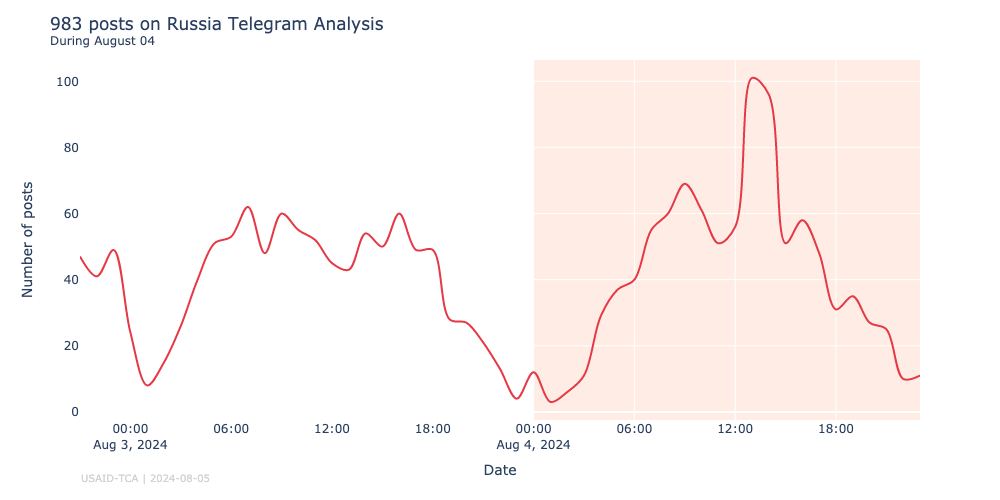 983 posts on Russia Telegram Analysis
During August 04
100
80
60
40
20
0
Number of posts
00:00 06:00 12:00 18:00 00:00 06:00 12:00 18:00
Aug 3, 2024 Aug 4, 2024
Date
USAID-TCA | 2024-08-05